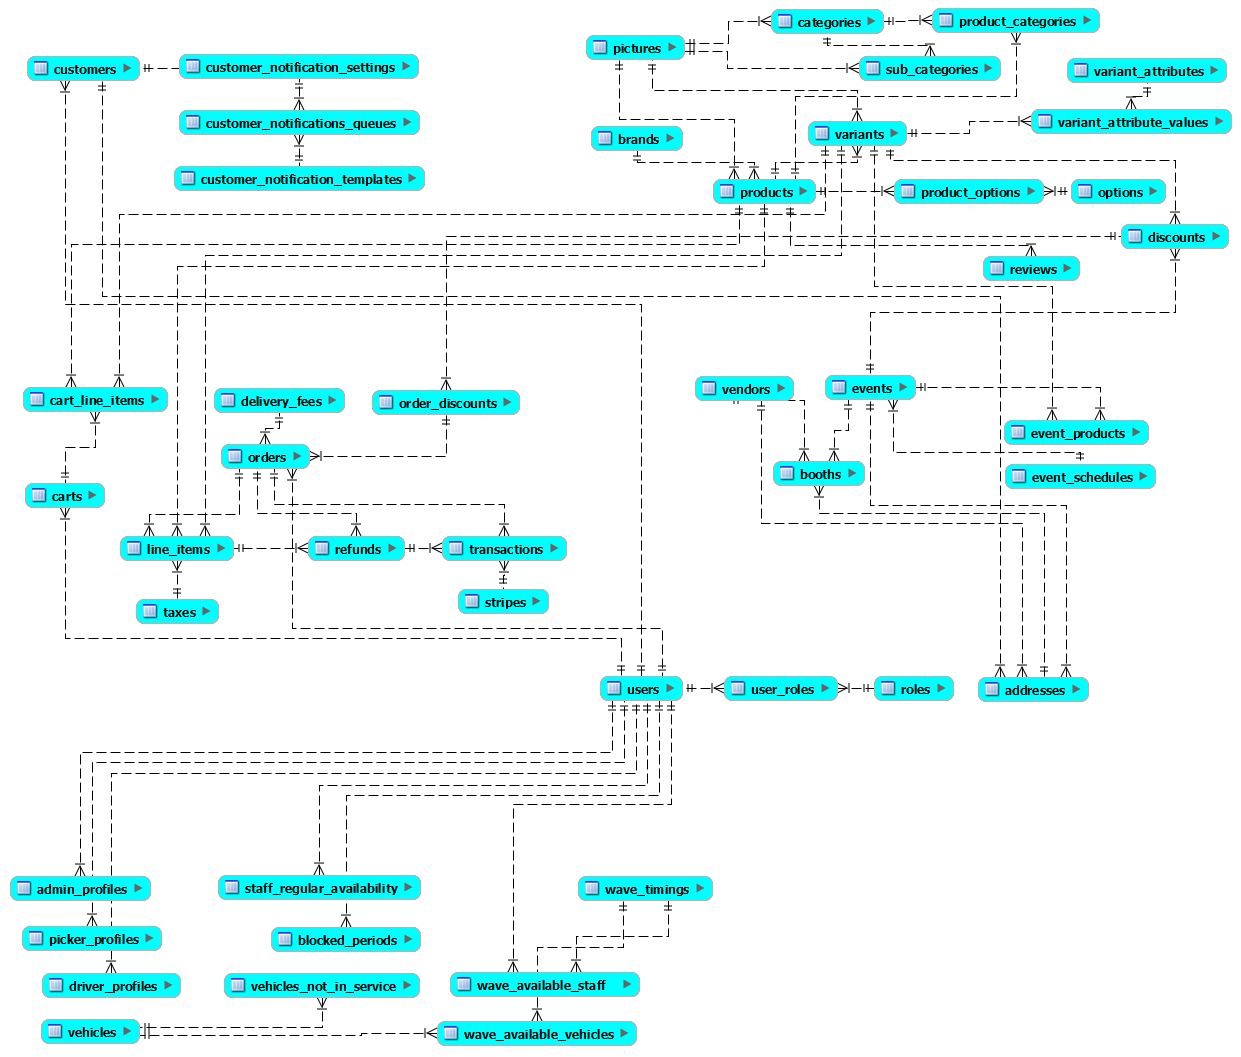 categories
product_categories
pictures
customers
customer_notification_settings
sub_categories
variant_attributes
customer_notifications_queues
variant_attribute_values
brands
variants
customer_notification_templates
products
product_options
options
discounts
reviews
vendors
events
cart_line_items
delivery_fees
order_discounts
event_products
orders
booths
event_schedules
carts
line_items
refunds
transactions
stripes
taxes
users
user_roles
roles
addresses
admin_profiles
staff_regular_availability
wave_timings
picker_profiles
blocked_periods
driver_profiles
vehicles_not_in_service
wave_available_staff
vehicles
wave_available_vehicles